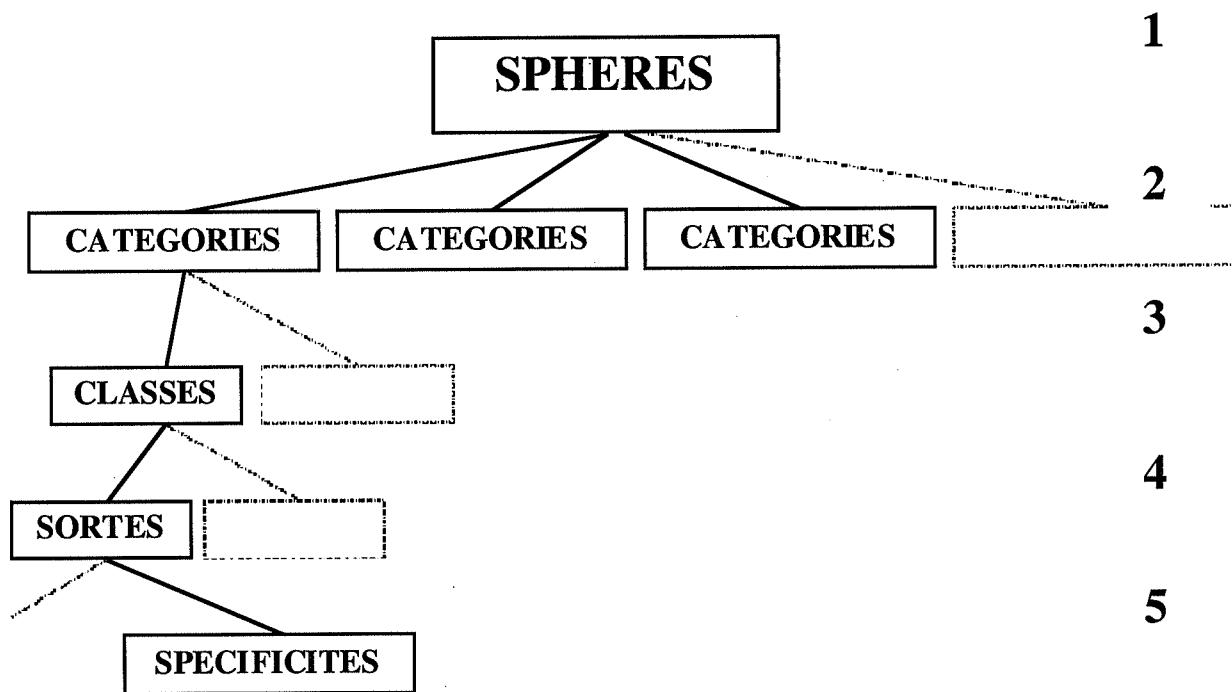 1
SPHERES
2
CATEGORIES CATEGORIES CATEGORIES
3
CLASSES
4
SORTES
5
SPECIFICITES